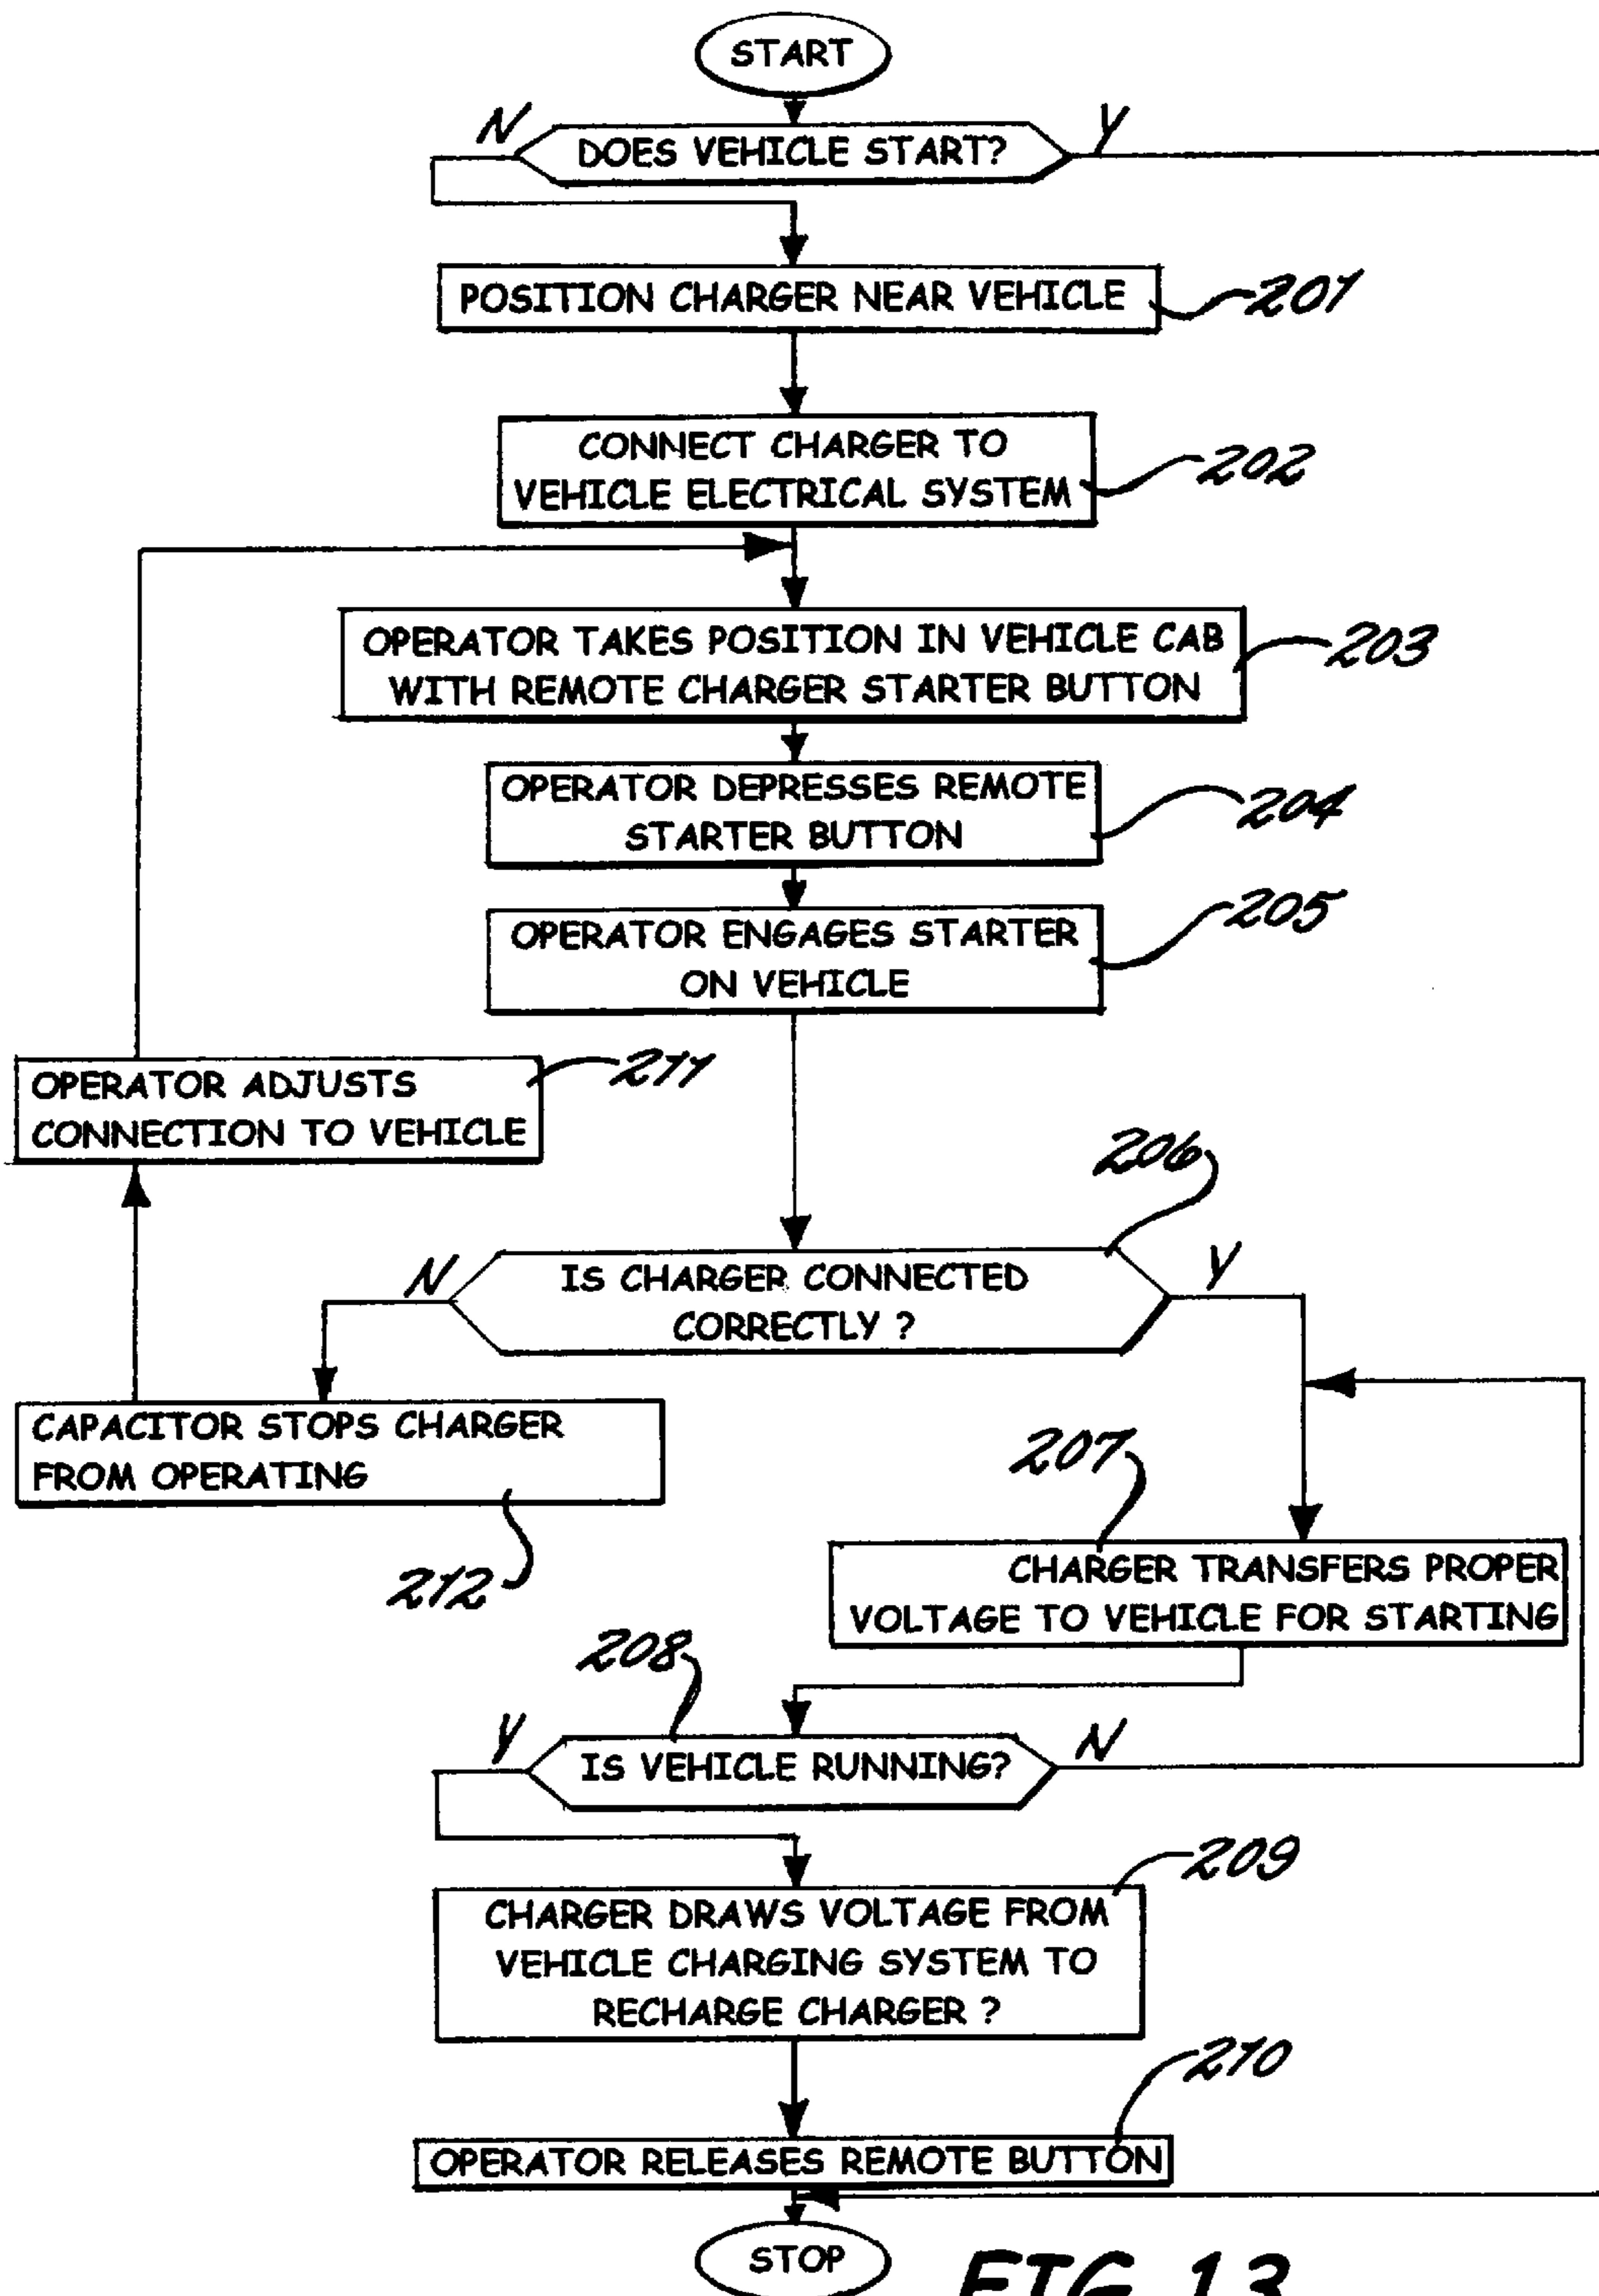 START
N
Y
DOES VEHICLE START?
POSITION CHARGER NEAR VEHICLE
201
CONNECT CHARGER TO
VEHICLE ELECTRICAL SYSTEM
202
OPERATOR TAKES POSITION IN VEHICLE CAB
WITH REMOTE CHARGER STARTER BUTTON
203
OPERATOR DEPRESSES REMOTE
STARTER BUTTON
204
OPERATOR ENGAGES STARTER
ON VEHICLE
205
OPERATOR ADJUSTS
CONNECTION TO VEHICLE
211
206
N
Y
IS CHARGER CONNECTED
CORRECTLY ?
CAPACITOR STOPS CHARGER
FROM OPERATING
212
207
CHARGER TRANSFERS PROPER
VOLTAGE TO VEHICLE FOR STARTING
208
Y
N
IS VEHICLE RUNNING?
209
CHARGER DRAWS VOLTAGE FROM
VEHICLE CHARGING SYSTEM TO
RECHARGE CHARGER ?
210
OPERATOR RELEASES REMOTE BUTTON
STOP
FIG 13